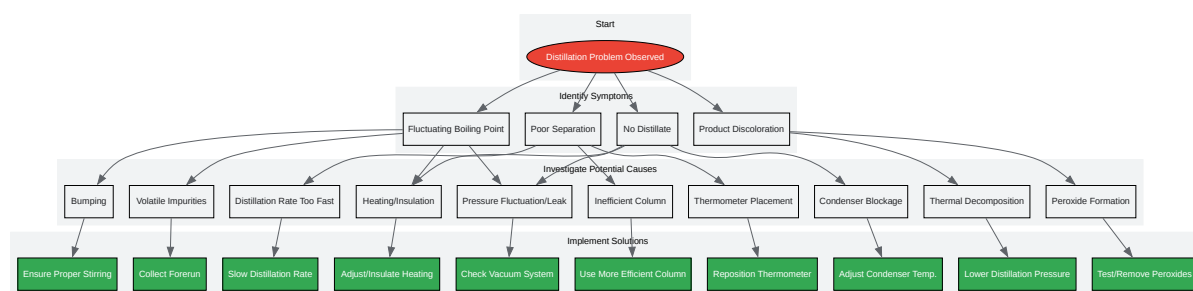 Start
Distillation Problem Observed
Identify Symptoms
Fluctuating Boiling Point
Poor Separation
No Distillate
Product Discoloration
Investigate Potential Causes
Bumping
Volatile Impurities
Distillation Rate Too Fast
Heating/Insulation
Pressure Fluctuation/Leak
Inefficient Column
Thermometer Placement
Condenser Blockage
Thermal Decomposition
Peroxide Formation
Implement Solutions
Ensure Proper Stirring
Collect Forerun
Slow Distillation Rate
Adjust/Insulate Heating
Check Vacuum System
Use More Efficient Column
Reposition Thermometer
Adjust Condenser Temp.
Lower Distillation Pressure
Test/Remove Peroxides